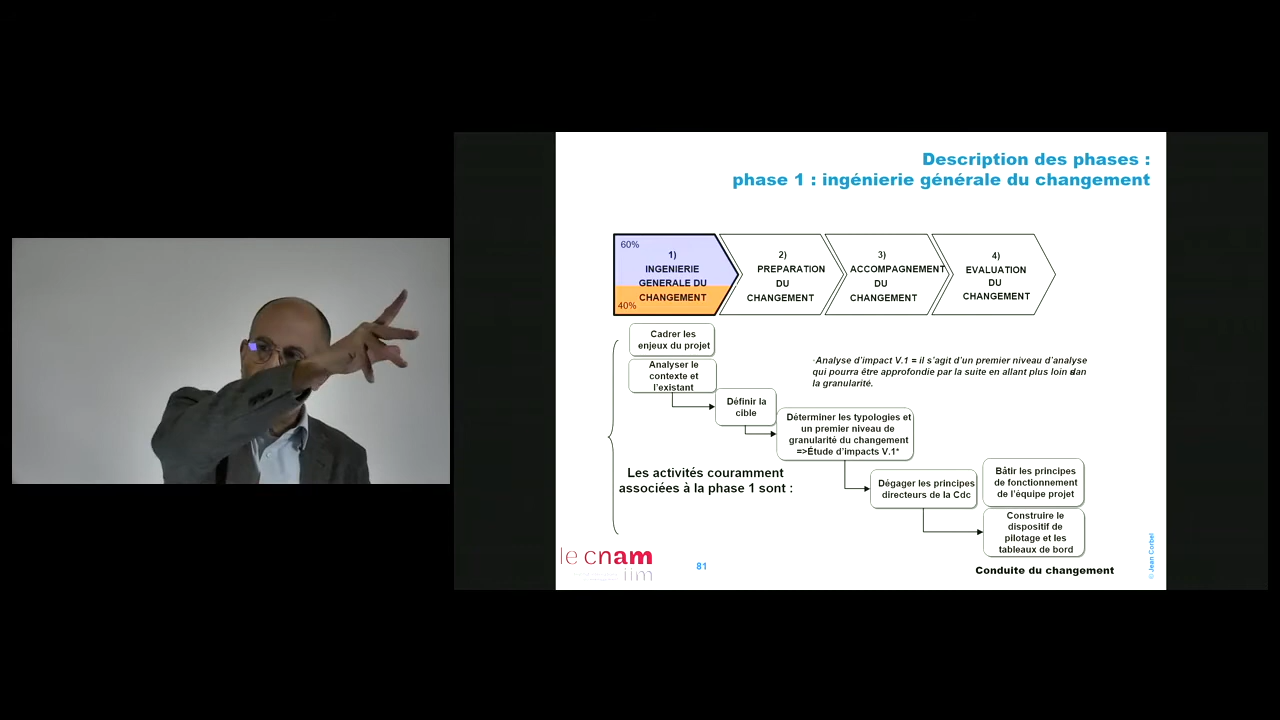 Description des phases :
phase 1 : ingénierie générale du changement
60%
1)
INGENIERIE
GENERALE DU
CHANGEMENT
40%
2)
PREPARATION
DU
CHANGEMENT
3)
ACCOMPAGNEMENT
DU
CHANGEMENT
4)
EVALUATION
DU
CHANGEMENT
Cadrer les
enjeux du projet
Analyser le
contexte et
l'existant
Définir la
cible
Déterminer les typologies et
un premier niveau de
granularité du changement
=>Étude d'impacts V.1*
Analyse d'impact V.1 = il s'agit d'un premier niveau d'analyse
qui pourra être approfondie par la suite en allant plus loin dan
la granularité.
Les activités couramment
associées à la phase 1 sont :
Dégager les principes
directeurs de la Cdc
Bâtir les principes
de fonctionnement
de l'équipe projet
Construire le
dispositif de
pilotage et les
tableaux de bord
le cnam
iim
81
Conduite du changement
© Jean Corbel